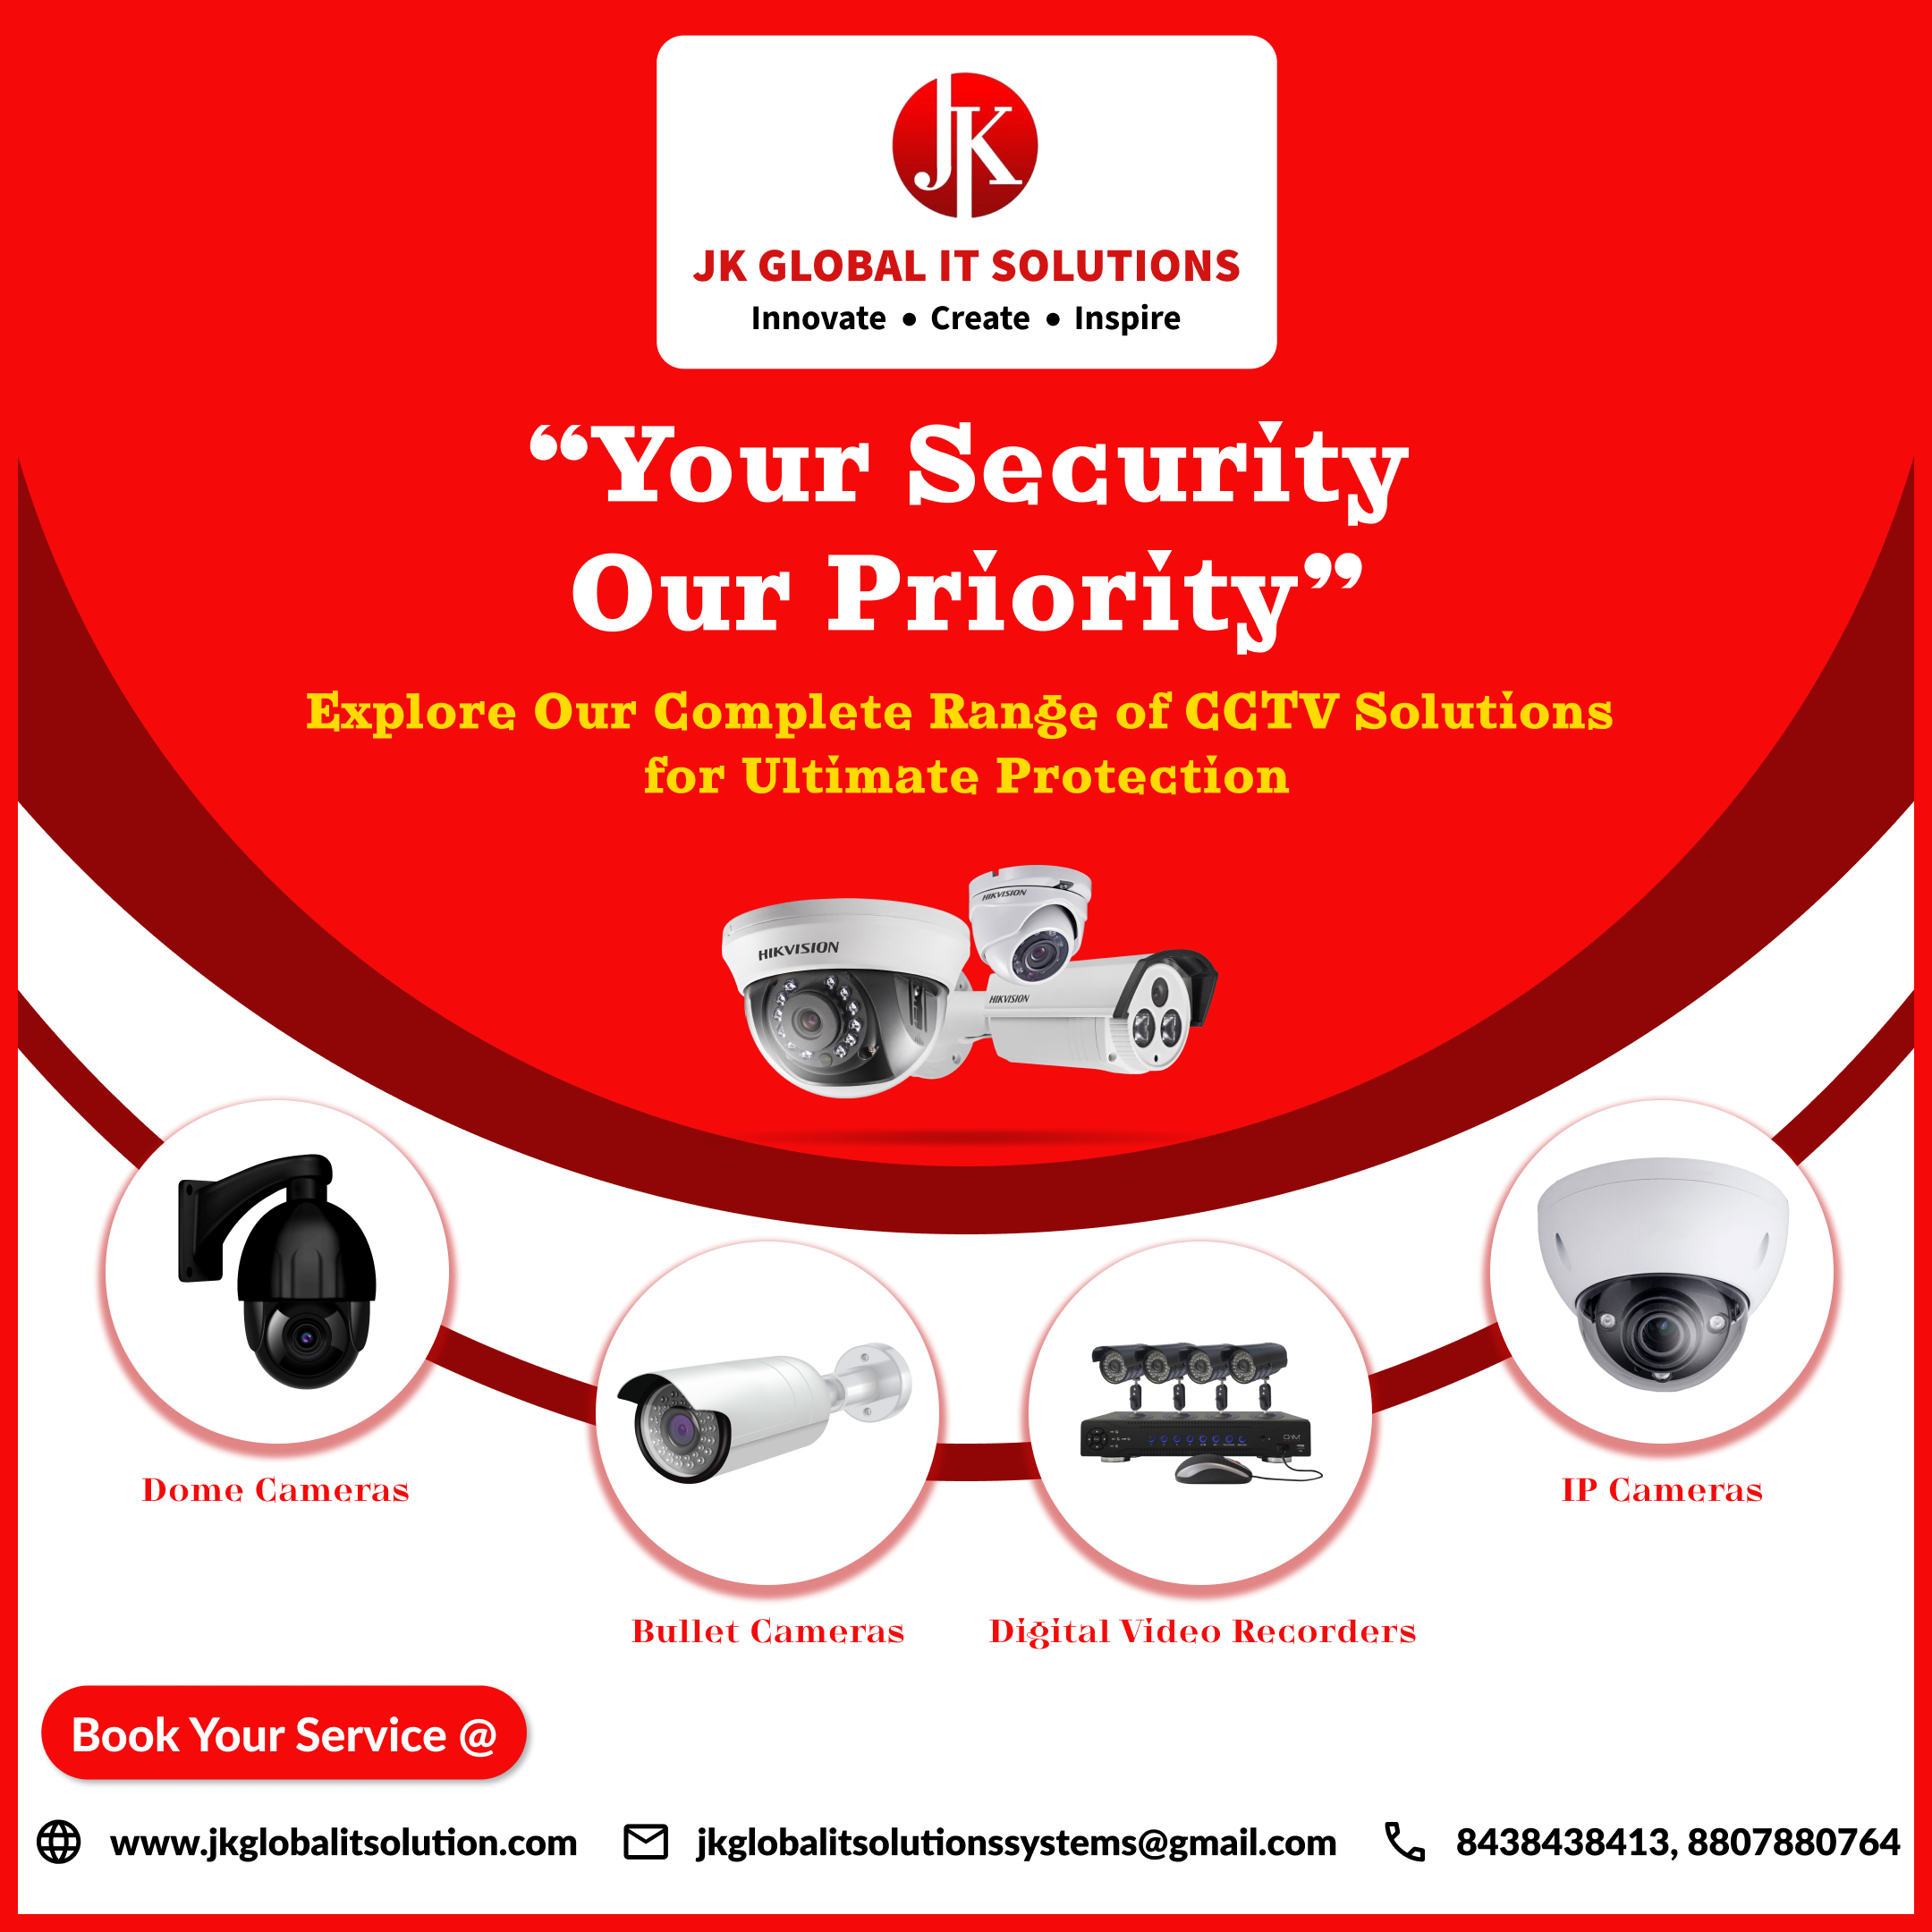 JK
JK GLOBAL IT SOLUTIONS
Innovate • Create • Inspire
“Your Security
Our Priority”
Explore Our Complete Range of CCTV Solutions
for Ultimate Protection
HIKVISION
HIKVISION
HIKVISION
Dome Cameras
IP Cameras
Bullet Cameras
Digital Video Recorders
Book Your Service @
www.jkglobalitsolution.com
jkglobalitsolutionssystems@gmail.com
8438438413, 8807880764